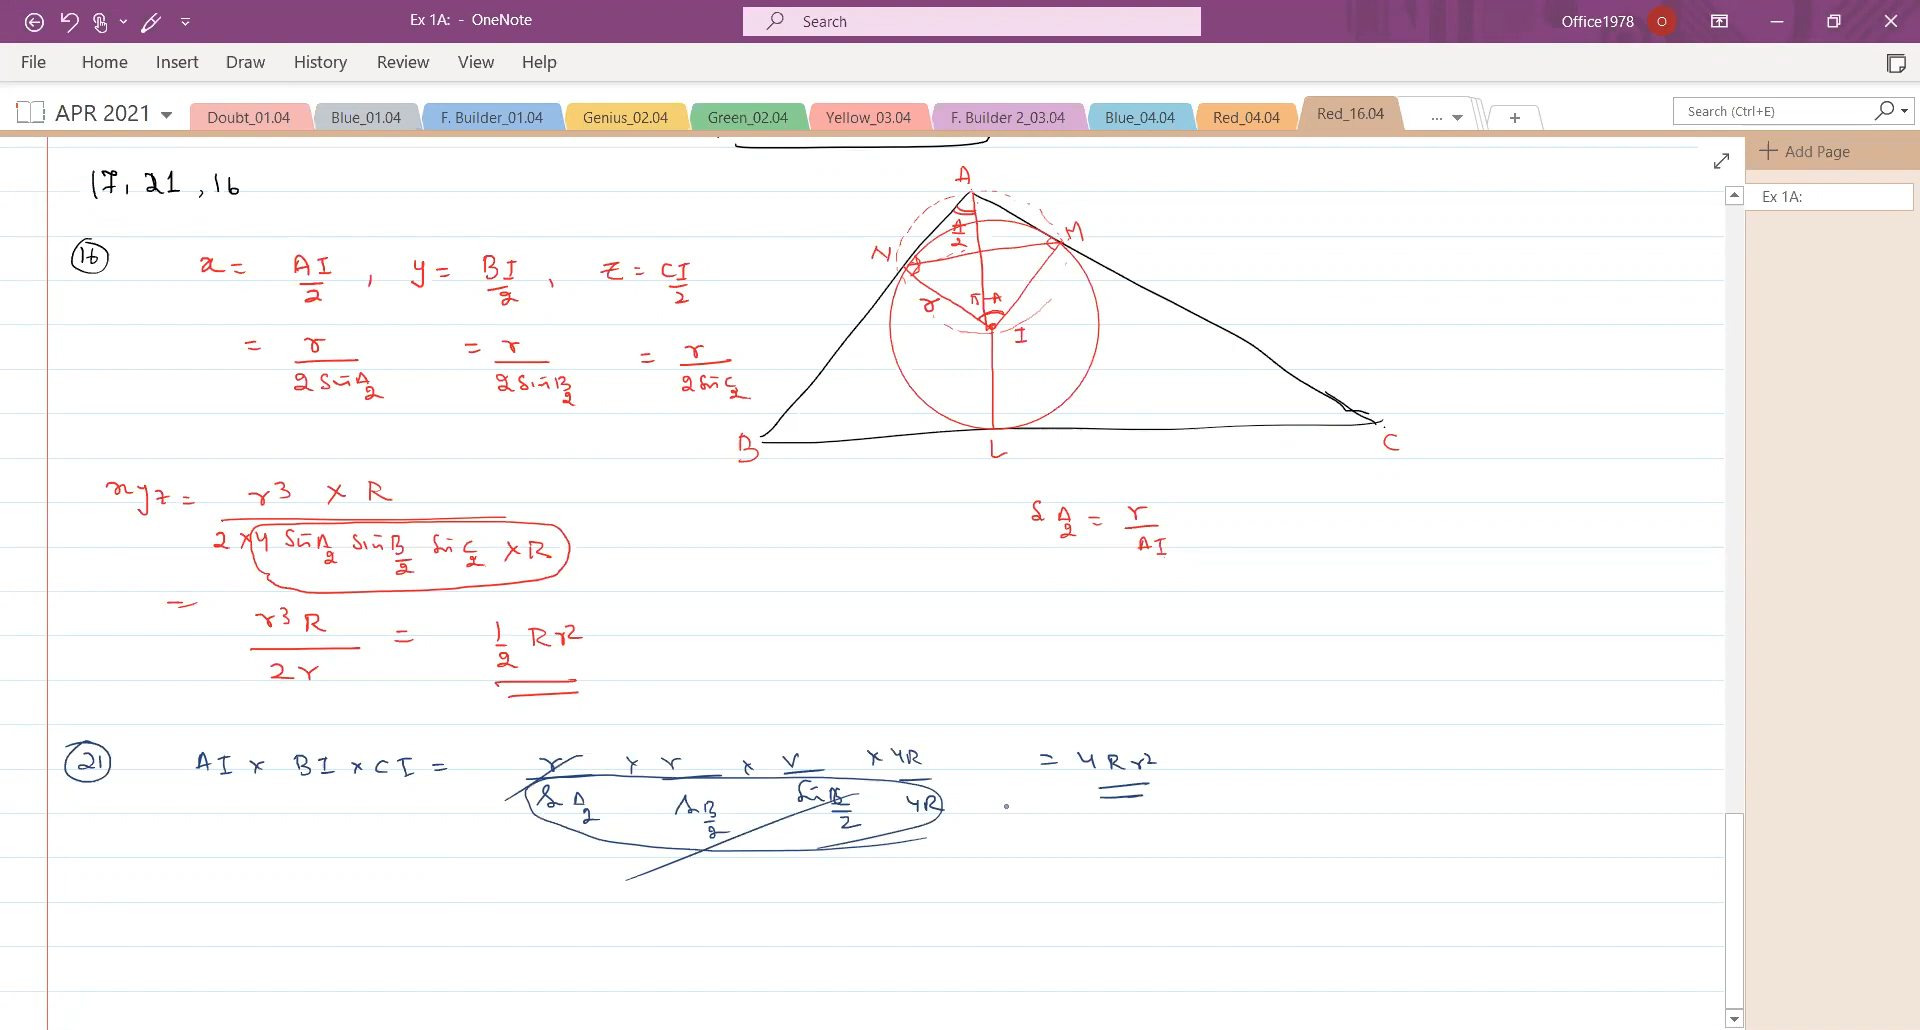 Ex 1A: - OneNote
Search
Office1978
O
File Home Insert Draw History Review View Help
APR 2021
Doubt_01.04 Blue_01.04 F. Builder_01.04 Genius_02.04 Green_02.04 Yellow_03.04 F. Builder 2_03.04 Blue_04.04 Red_04.04 Red_16.04 ... +
Search (Ctrl+E)
Add Page
Ex 1A:
17, 21, 16
A
A/2
N
M
r
π-A
I
B
L
C
16
x = AI/2 , y = BI/2 , z = CI/2
= r/(2 Sin A/2) = r/(2 Sin B/2) = r/(2 Sin C/2)
xyz = (r³ × R)/(2 × 4 Sin A/2 Sin B/2 Sin C/2 × R)
S A/2 = r/AI
= r³R/2r = 1/2 Rr²
21
AI × BI × CI = r/(S A/2) × r/(S B/2) × r/(Sin /2) × 4R/4R = 4Rr²